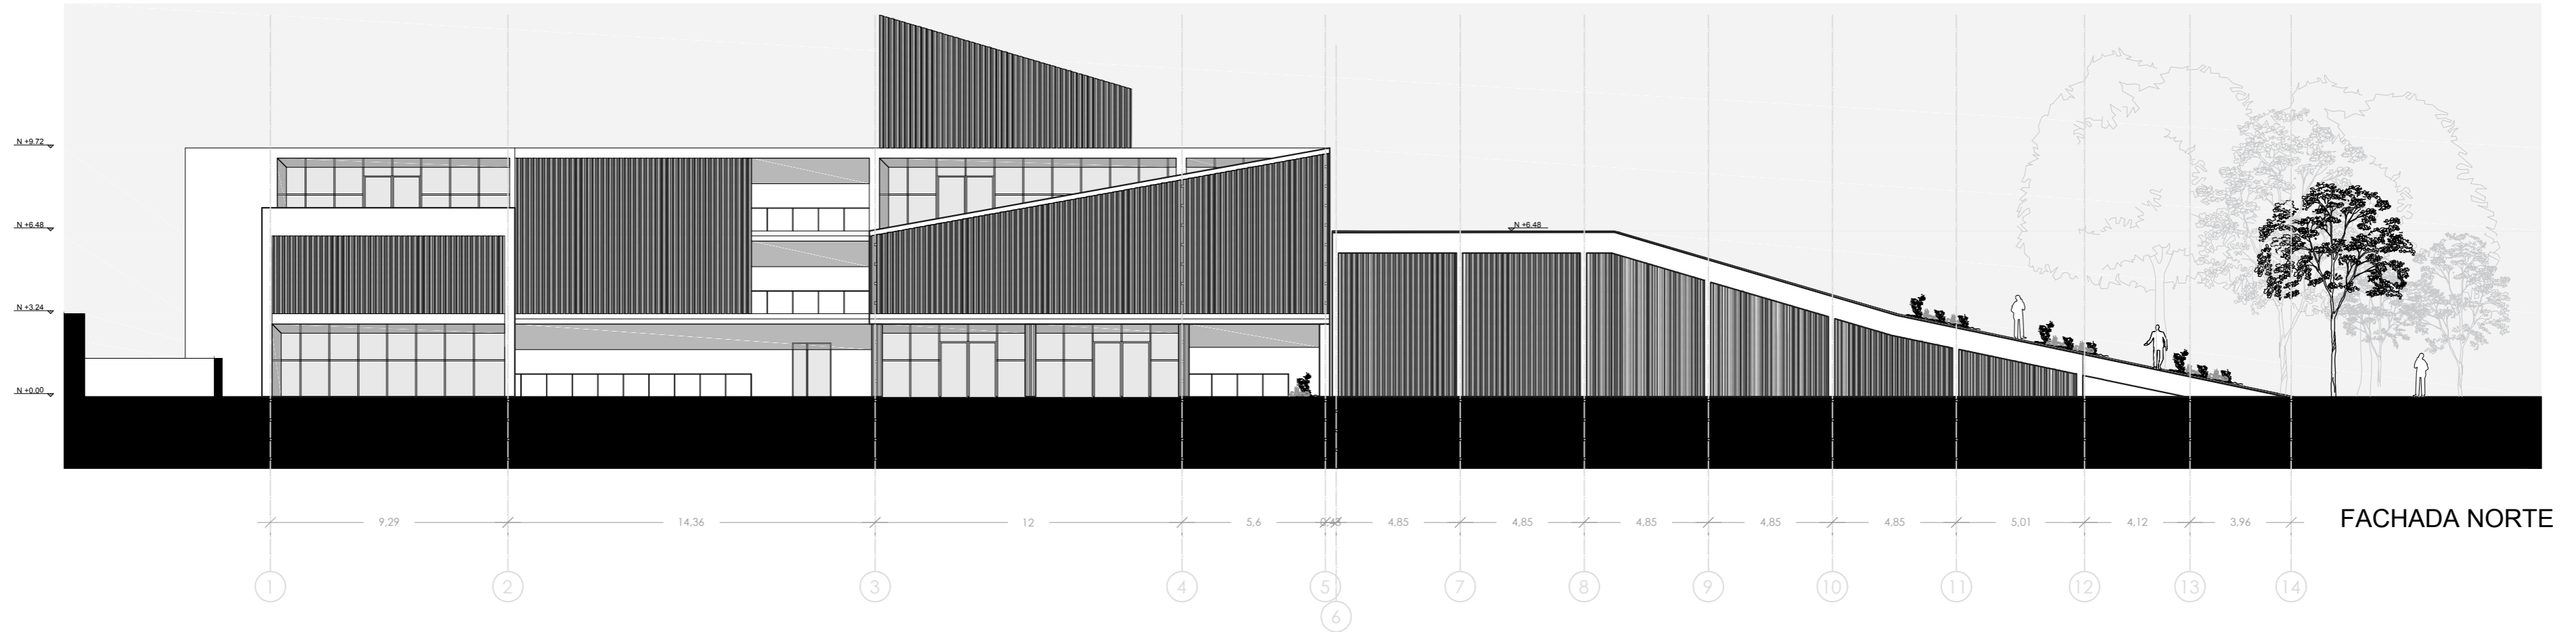 N +9.72
N +6.48
N +6.48
N +3.24
N +0.00
9,29 14,36 12 5,6 0,43 4,85 4,85 4,85 4,85 4,85 5,01 4,12 3,96
FACHADA NORTE
1 2 3 4 5 7 8 9 10 11 12 13 14
6